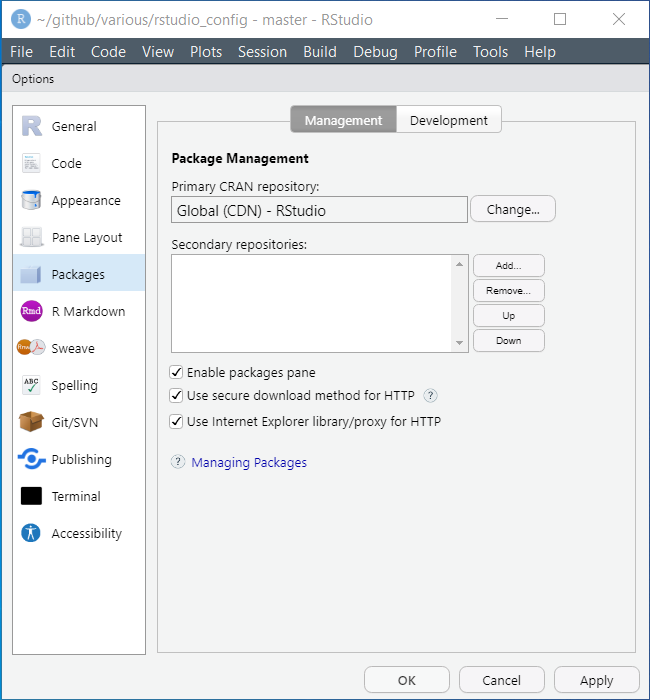 R ~/github/various/rstudio_config - master - RStudio
File Edit Code View Plots Session Build Debug Profile Tools Help
Options
R General
Code
Appearance
Pane Layout
Packages
Rmd R Markdown
Sweave
ABC Spelling
Git/SVN
Publishing
Terminal
Accessibility
Management Development
Package Management
Primary CRAN repository:
Global (CDN) - RStudio Change...
Secondary repositories:
Add...
Remove...
Up
Down
Enable packages pane
Use secure download method for HTTP ?
Use Internet Explorer library/proxy for HTTP
? Managing Packages
OK Cancel Apply